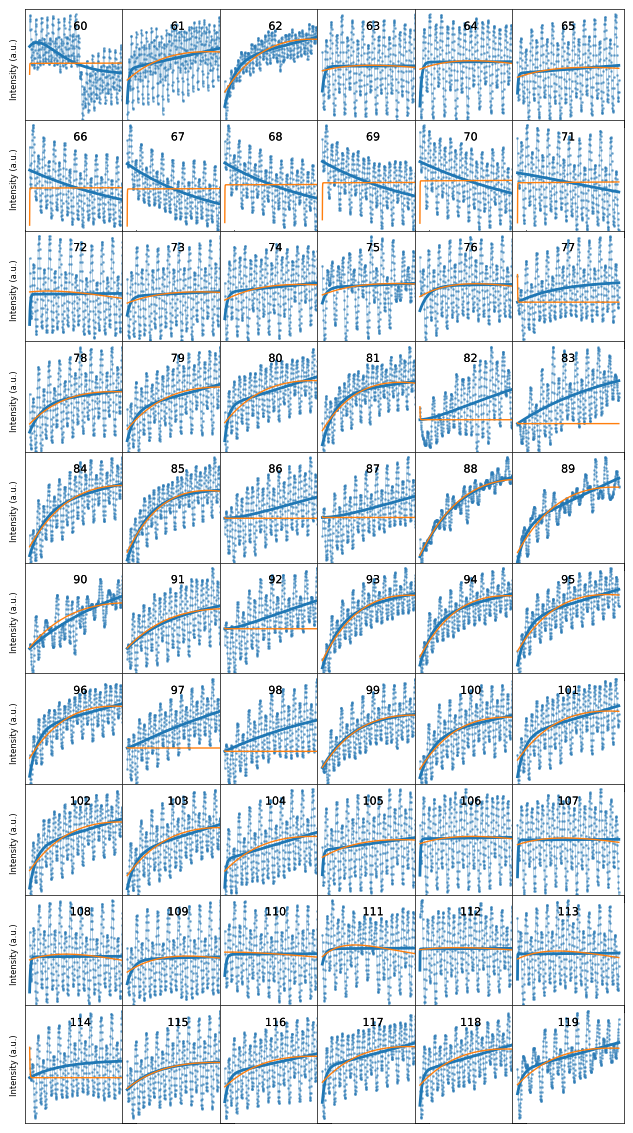 Intensity (a.u.) 60 61 62 63 64 65
Intensity (a.u.) 66 67 68 69 70 71
Intensity (a.u.) 72 73 74 75 76 77
Intensity (a.u.) 78 79 80 81 82 83
Intensity (a.u.) 84 85 86 87 88 89
Intensity (a.u.) 90 91 92 93 94 95
Intensity (a.u.) 96 97 98 99 100 101
Intensity (a.u.) 102 103 104 105 106 107
Intensity (a.u.) 108 109 110 111 112 113
Intensity (a.u.) 114 115 116 117 118 119